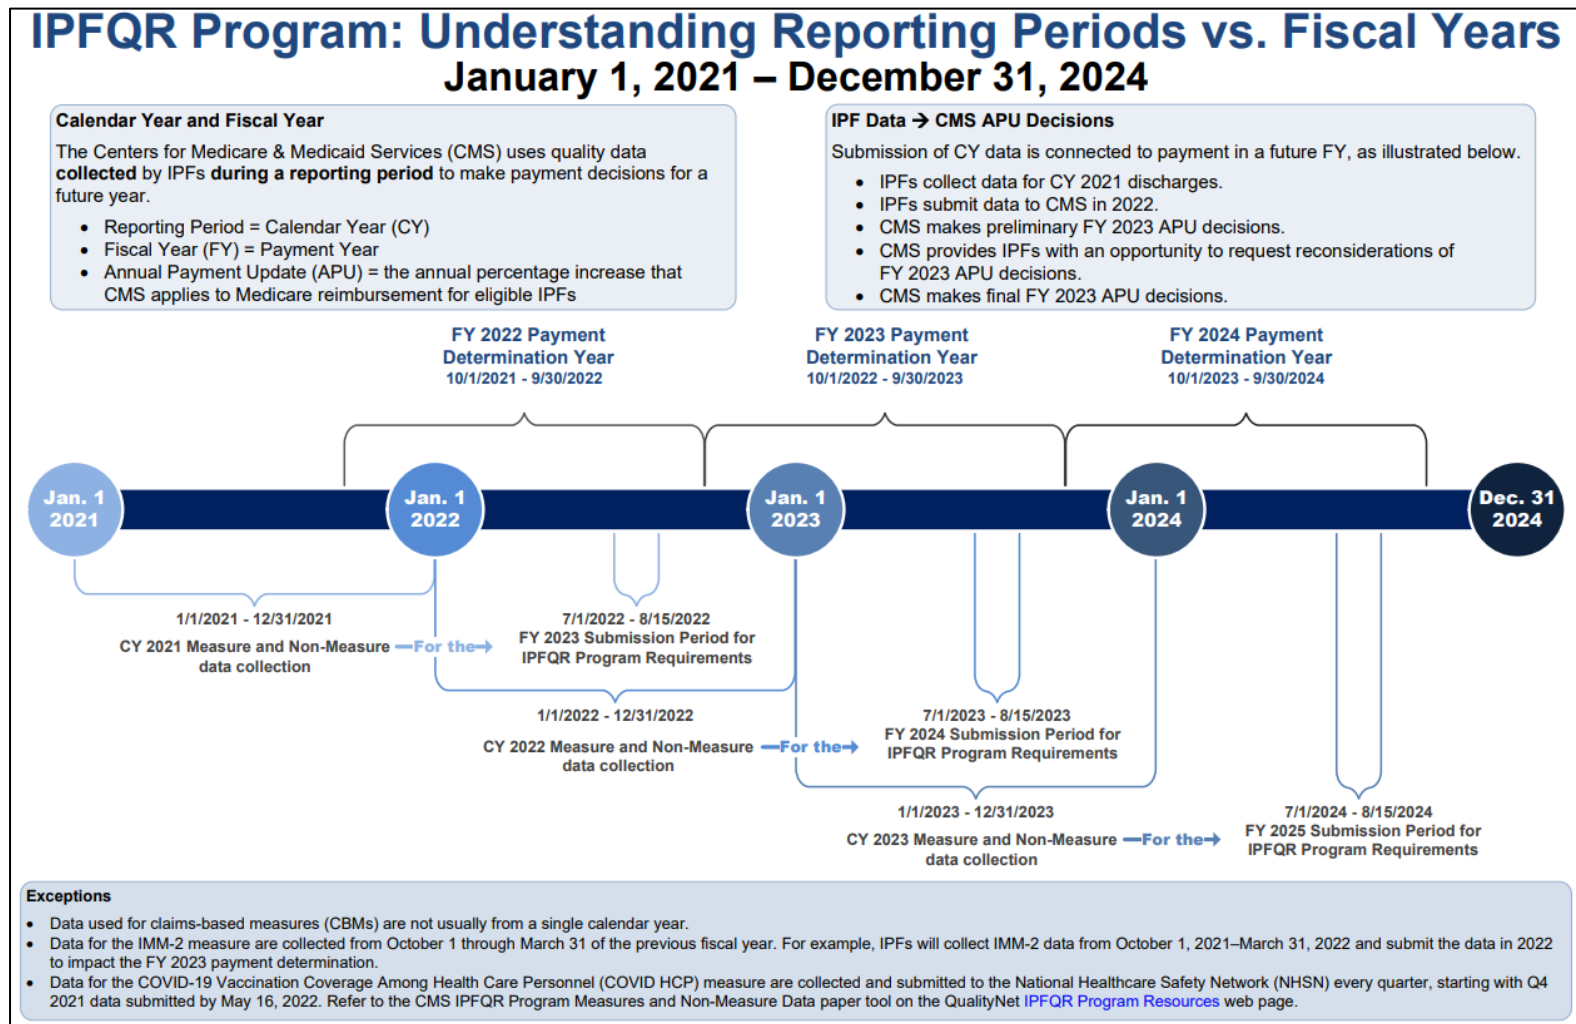 IPFQR Program: Understanding Reporting Periods vs. Fiscal Years
January 1, 2021 – December 31, 2024
Calendar Year and Fiscal Year
The Centers for Medicare & Medicaid Services (CMS) uses quality data
collected by IPFs during a reporting period to make payment decisions for a
future year.
• Reporting Period = Calendar Year (CY)
• Fiscal Year (FY) = Payment Year
• Annual Payment Update (APU) = the annual percentage increase that
CMS applies to Medicare reimbursement for eligible IPFs
IPF Data → CMS APU Decisions
Submission of CY data is connected to payment in a future FY, as illustrated below.
• IPFs collect data for CY 2021 discharges.
• IPFs submit data to CMS in 2022.
• CMS makes preliminary FY 2023 APU decisions.
• CMS provides IPFs with an opportunity to request reconsiderations of
FY 2023 APU decisions.
• CMS makes final FY 2023 APU decisions.
FY 2022 Payment
Determination Year
10/1/2021 - 9/30/2022
FY 2023 Payment
Determination Year
10/1/2022 - 9/30/2023
FY 2024 Payment
Determination Year
10/1/2023 - 9/30/2024
Jan. 1
2021
Jan. 1
2022
Jan. 1
2023
Jan. 1
2024
Dec. 31
2024
1/1/2021 - 12/31/2021
CY 2021 Measure and Non-Measure
data collection
For the
7/1/2022 - 8/15/2022
FY 2023 Submission Period for
IPFQR Program Requirements
1/1/2022 - 12/31/2022
CY 2022 Measure and Non-Measure
data collection
For the
7/1/2023 - 8/15/2023
FY 2024 Submission Period for
IPFQR Program Requirements
1/1/2023 - 12/31/2023
CY 2023 Measure and Non-Measure
data collection
For the
7/1/2024 - 8/15/2024
FY 2025 Submission Period for
IPFQR Program Requirements
Exceptions
• Data used for claims-based measures (CBMs) are not usually from a single calendar year.
• Data for the IMM-2 measure are collected from October 1 through March 31 of the previous fiscal year. For example, IPFs will collect IMM-2 data from October 1, 2021–March 31, 2022 and submit the data in 2022
to impact the FY 2023 payment determination.
• Data for the COVID-19 Vaccination Coverage Among Health Care Personnel (COVID HCP) measure are collected and submitted to the National Healthcare Safety Network (NHSN) every quarter, starting with Q4
2021 data submitted by May 16, 2022. Refer to the CMS IPFQR Program Measures and Non-Measure Data paper tool on the QualityNet IPFQR Program Resources web page.